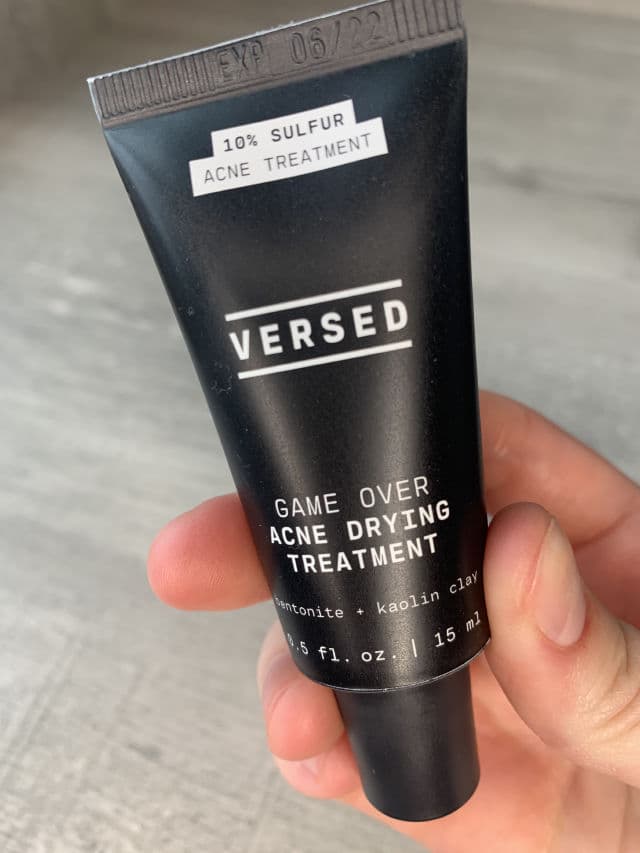 EXP 06/22
10% SULFUR
ACNE TREATMENT
VERSED
GAME OVER
ACNE DRYING
TREATMENT
bentonite + kaolin clay
0.5 fl. oz. | 15 ml